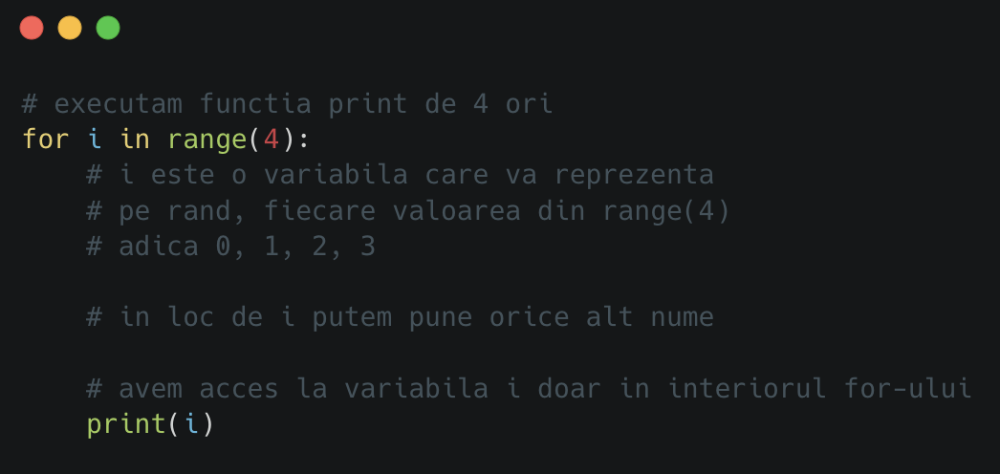 # executam functia print de 4 ori
for i in range(4):
    # i este o variabila care va reprezenta
    # pe rand, fiecare valoarea din range(4)
    # adica 0, 1, 2, 3
    # in loc de i putem pune orice alt nume
    # avem acces la variabila i doar in interiorul for-ului
    print(i)